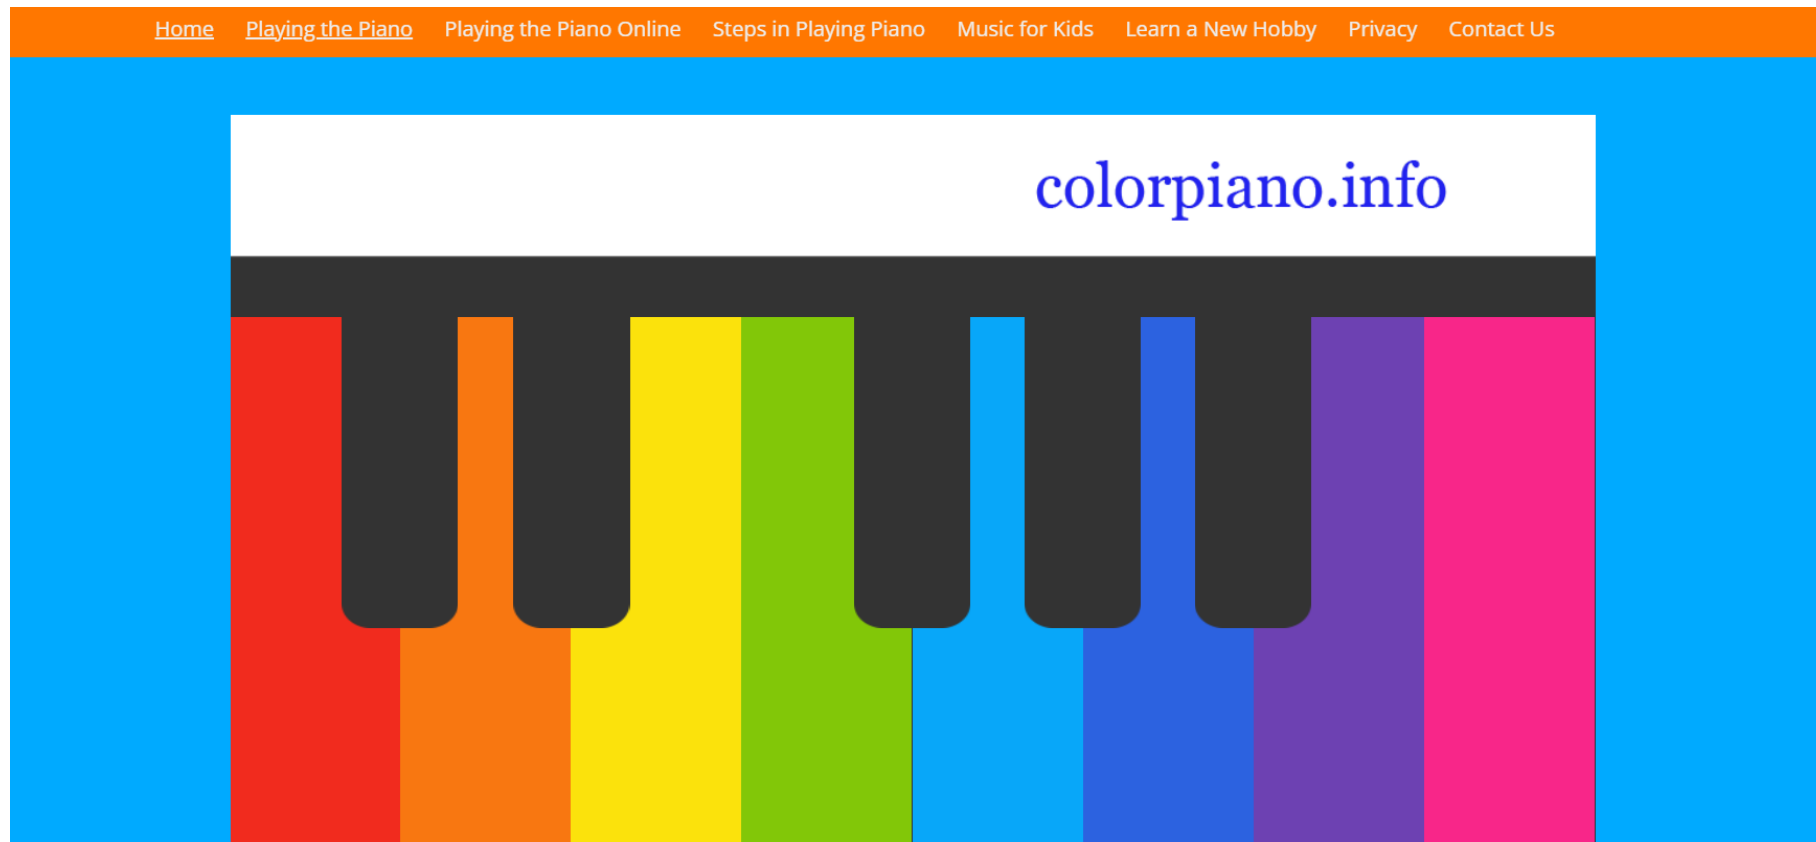 Home Playing the Piano Playing the Piano Online Steps in Playing Piano Music for Kids Learn a New Hobby Privacy Contact Us
colorpiano.info